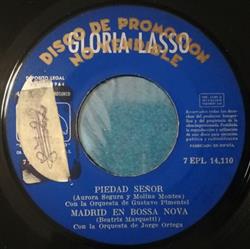 DISCO DE PROMOCION
NO VENDIBLE
GLORIA LASSO
DEPOSITO LEGAL
PIEDAD SEÑOR
(Aurora Segura y Molina Montes)
Con la Orquesta de Gustavo Pimentel
7 EPL. 14.110
MADRID EN BOSSA NOVA
(Beatriz Marquetti)
Con la Orquesta de Jorge Ortega
FABRICADO EN ESPAÑA